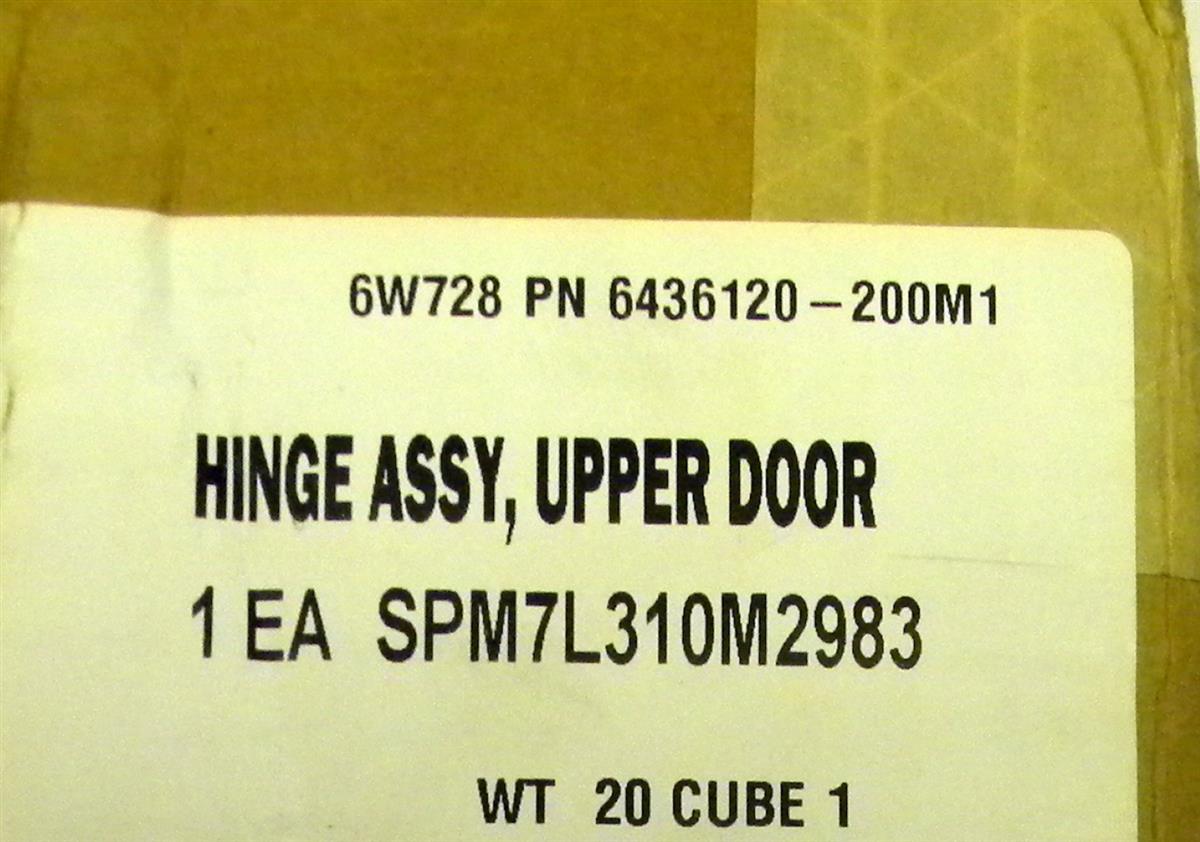 6W728 PN 6436120-200M1
HINGE ASSY, UPPER DOOR
1 EA SPM7L310M2983
WT 20 CUBE 1